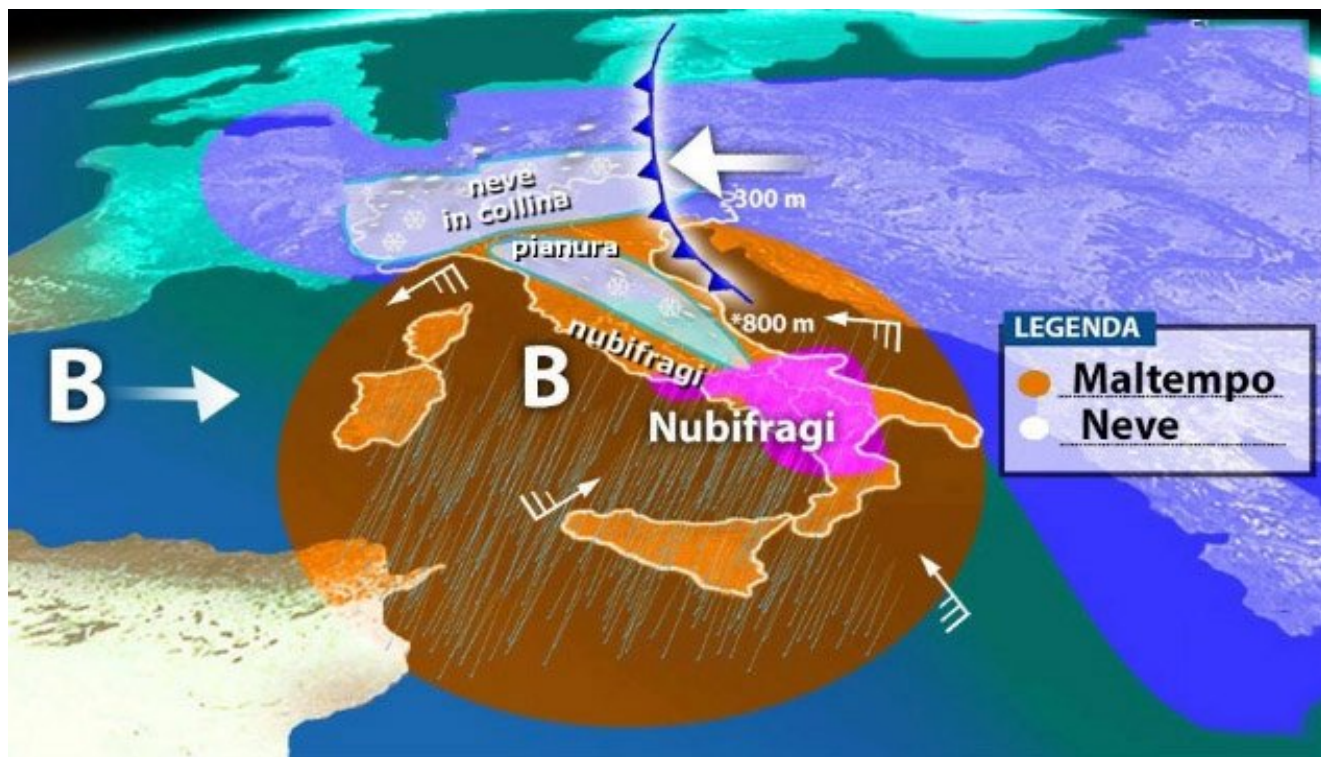 neve
in collina
300 m
pianura
*800 m
nubifragi
B
B
Nubifragi
LEGENDA
Maltempo
Neve